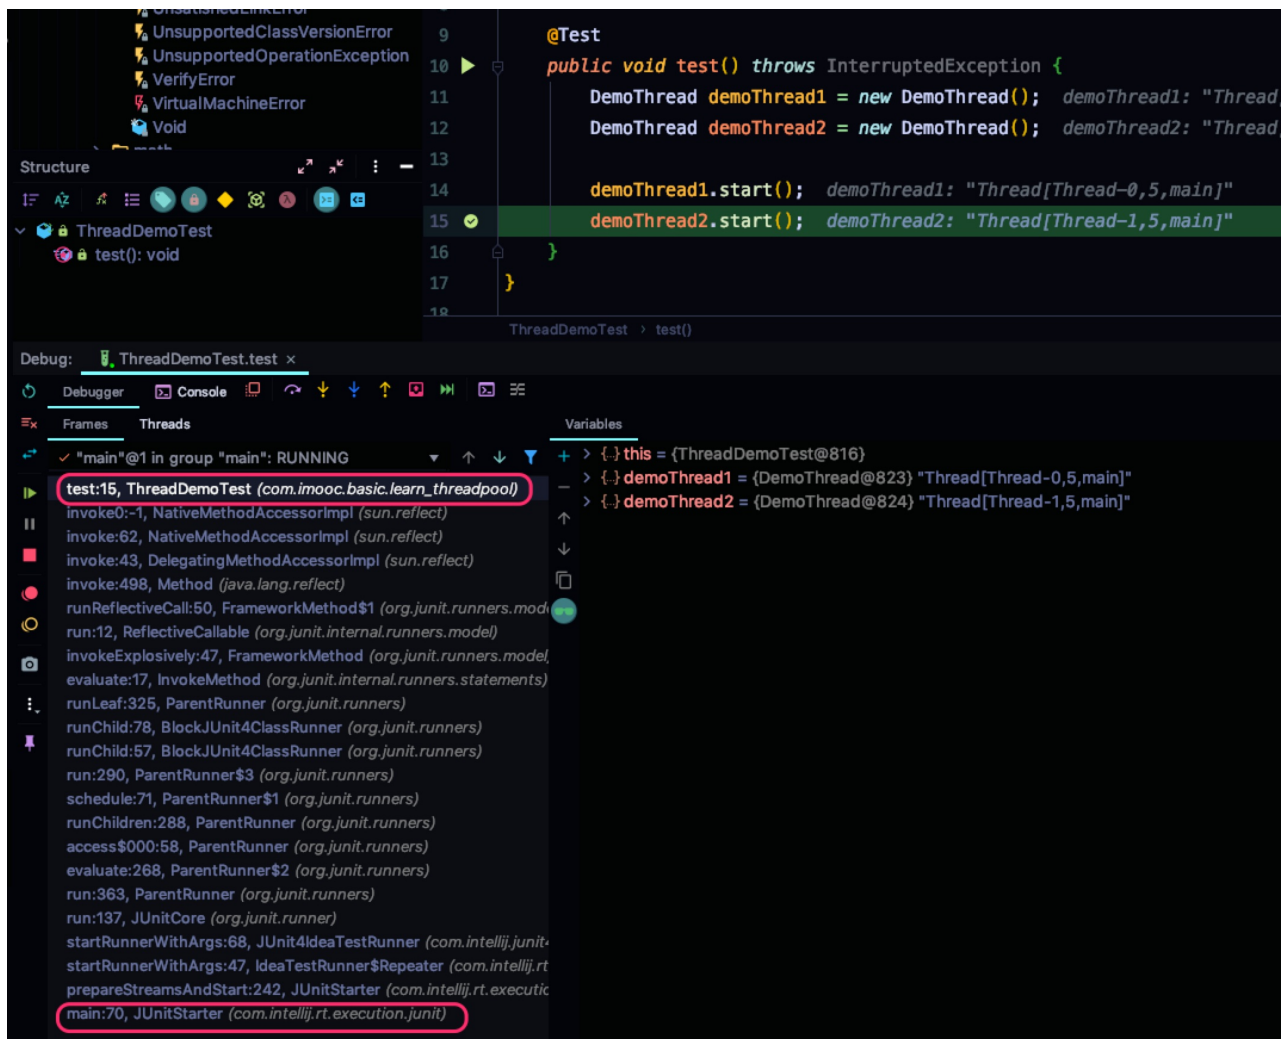 UnsatisfiedLinkError
UnsupportedClassVersionError
UnsupportedOperationException
VerifyError
VirtualMachineError
Void
math
Structure
ThreadDemoTest
test(): void
9 @Test
10 public void test() throws InterruptedException {
11 DemoThread demoThread1 = new DemoThread(); demoThread1: "Thread
12 DemoThread demoThread2 = new DemoThread(); demoThread2: "Thread
13
14 demoThread1.start(); demoThread1: "Thread[Thread-0,5,main]"
15 demoThread2.start(); demoThread2: "Thread[Thread-1,5,main]"
16 }
17 }
18
ThreadDemoTest › test()
Debug: ThreadDemoTest.test ×
Debugger Console
Frames Threads
"main"@1 in group "main": RUNNING
test:15, ThreadDemoTest (com.imooc.basic.learn_threadpool)
invoke0:-1, NativeMethodAccessorImpl (sun.reflect)
invoke:62, NativeMethodAccessorImpl (sun.reflect)
invoke:43, DelegatingMethodAccessorImpl (sun.reflect)
invoke:498, Method (java.lang.reflect)
runReflectiveCall:50, FrameworkMethod$1 (org.junit.runners.mode
run:12, ReflectiveCallable (org.junit.internal.runners.model)
invokeExplosively:47, FrameworkMethod (org.junit.runners.model
evaluate:17, InvokeMethod (org.junit.internal.runners.statements)
runLeaf:325, ParentRunner (org.junit.runners)
runChild:78, BlockJUnit4ClassRunner (org.junit.runners)
runChild:57, BlockJUnit4ClassRunner (org.junit.runners)
run:290, ParentRunner$3 (org.junit.runners)
schedule:71, ParentRunner$1 (org.junit.runners)
runChildren:288, ParentRunner (org.junit.runners)
access$000:58, ParentRunner (org.junit.runners)
evaluate:268, ParentRunner$2 (org.junit.runners)
run:363, ParentRunner (org.junit.runners)
run:137, JUnitCore (org.junit.runner)
startRunnerWithArgs:68, JUnit4IdeaTestRunner (com.intellij.junit4
startRunnerWithArgs:47, IdeaTestRunner$Repeater (com.intellij.rt
prepareStreamsAndStart:242, JUnitStarter (com.intellij.rt.executio
main:70, JUnitStarter (com.intellij.rt.execution.junit)
Variables
this = {ThreadDemoTest@816}
demoThread1 = {DemoThread@823} "Thread[Thread-0,5,main]"
demoThread2 = {DemoThread@824} "Thread[Thread-1,5,main]"